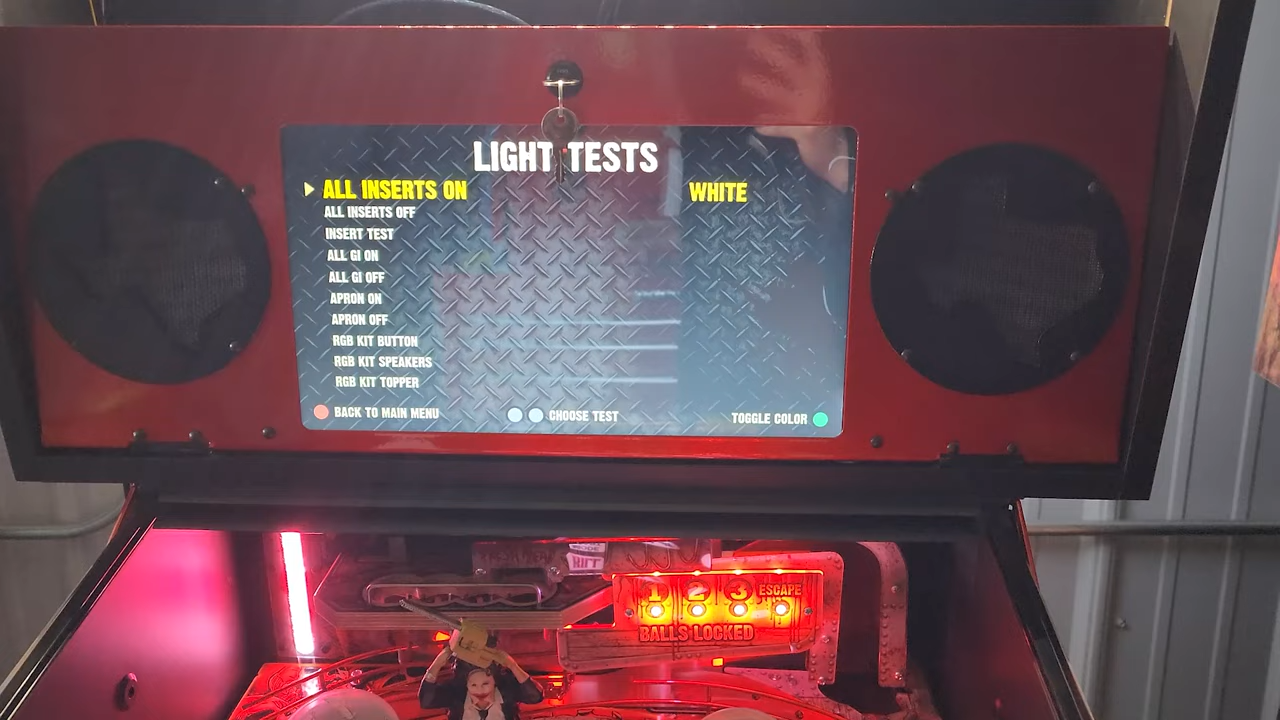 LIGHT TESTS
ALL INSERTS ON WHITE
ALL INSERTS OFF
INSERT TEST
ALL GI ON
ALL GI OFF
APRON ON
APRON OFF
RGB KIT BUTTON
RGB KIT SPEAKERS
RGB KIT TOPPER
BACK TO MAIN MENU CHOOSE TEST TOGGLE COLOR
1 2 3 ESCAPE
BALLS LOCKED